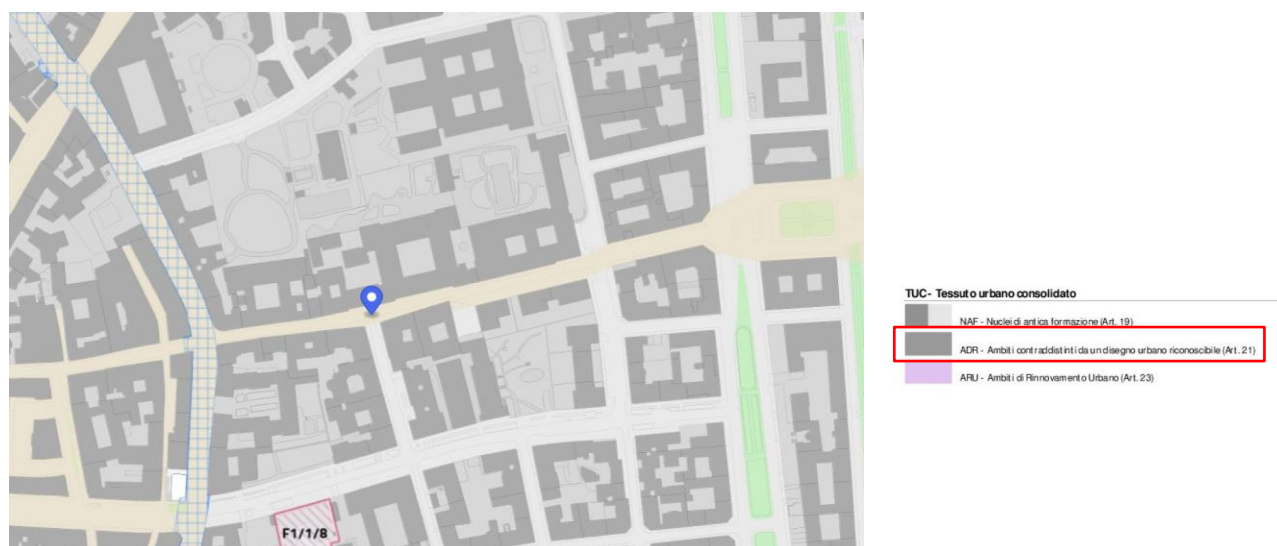 F1/1/8
TUC - Tessuto urbano consolidato
NAF - Nuclei di antica formazione (Art. 19)
ADR - Ambiti contraddistinti da un disegno urbano riconoscibile (Art. 21)
ARU - Ambiti di Rinnovamento Urbano (Art. 23)